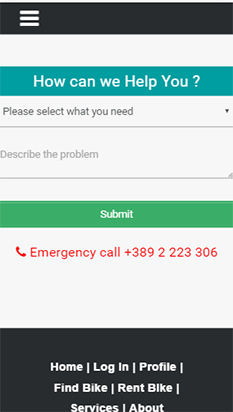 How can we Help You ?
Please select what you need
Describe the problem
Submit
Emergency call +389 2 223 306
Home | Log In | Profile |
Find Bike | Rent BIke |
Services | About